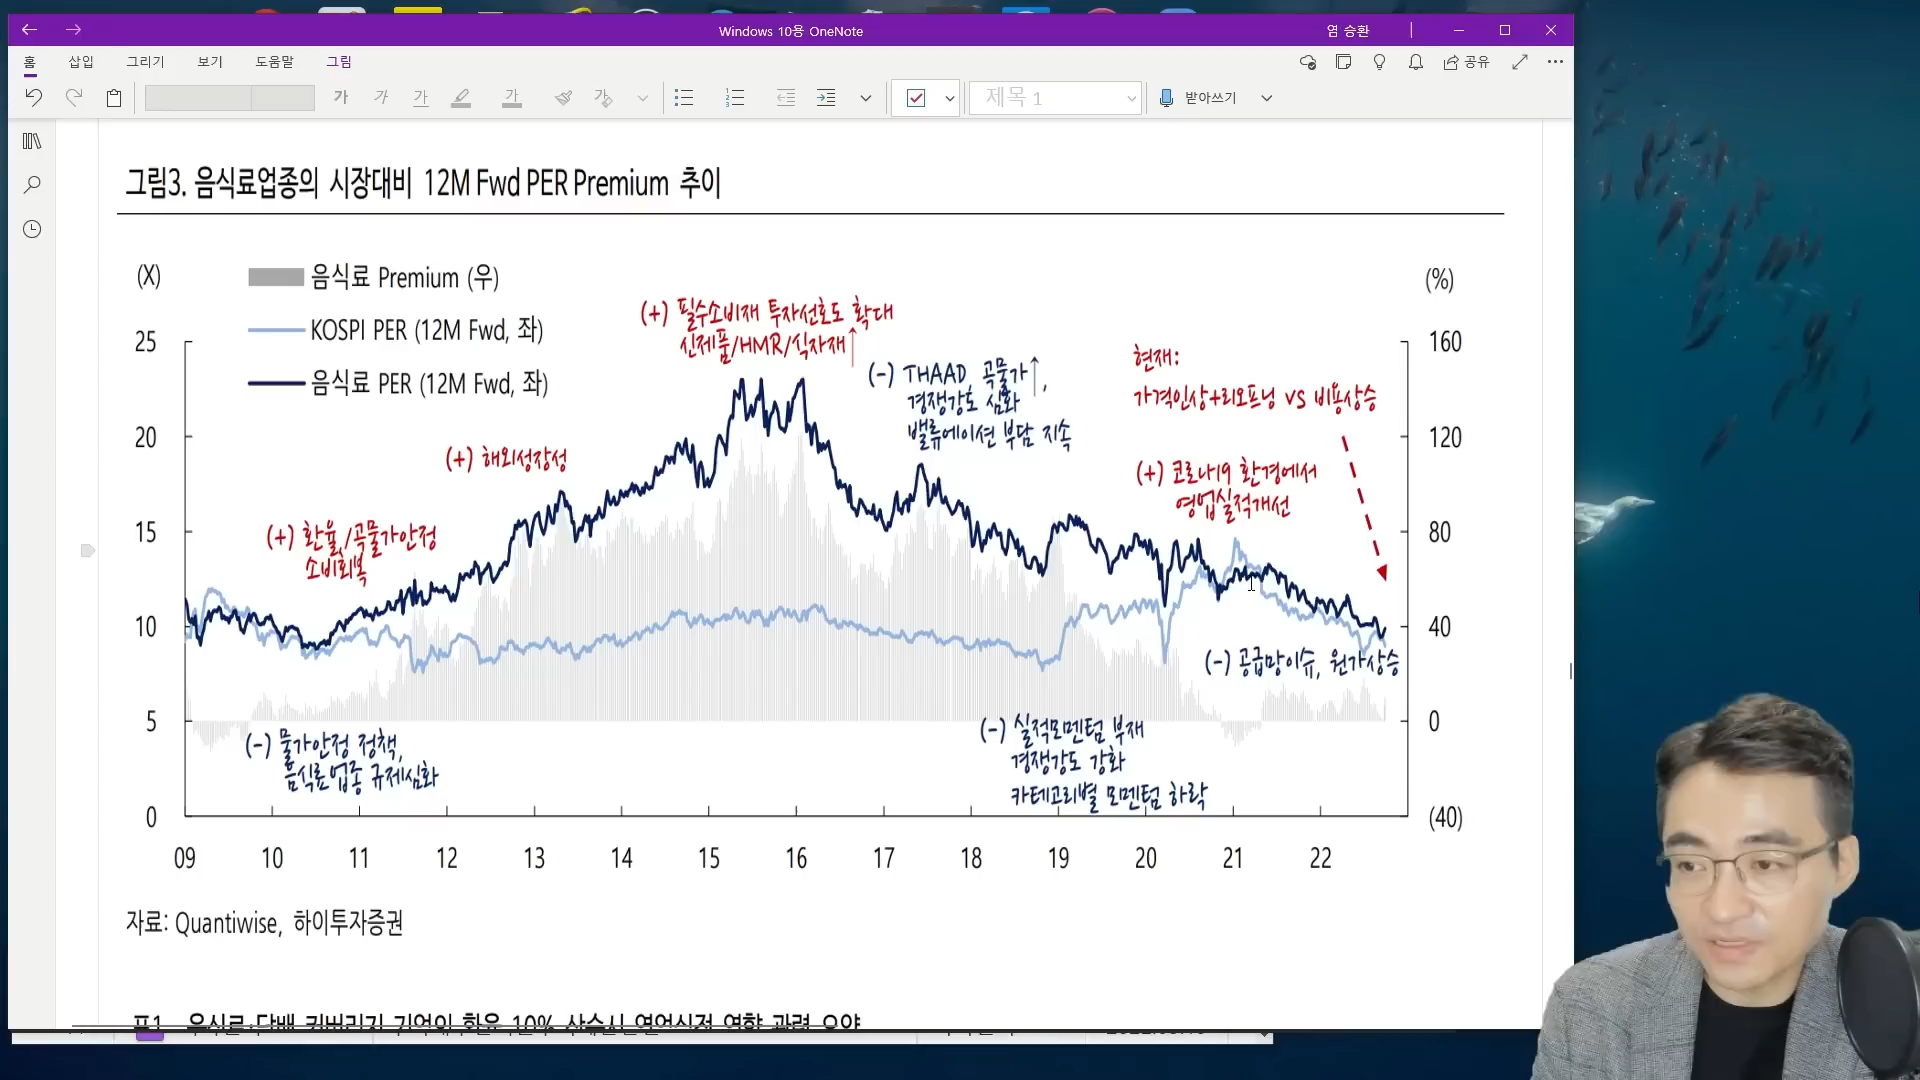 Windows 10용 OneNote
염 승환
홈 삽입 그리기 보기 도움말 그림
공유
가 가 가 가
제목 1
받아쓰기
그림3. 음식료업종의 시장대비 12M Fwd PER Premium 추이
(X)
(%)
음식료 Premium (우)
KOSPI PER (12M Fwd, 좌)
음식료 PER (12M Fwd, 좌)
25
20
15
10
5
0
160
120
80
40
0
(40)
(+) 환율/곡물가안정
소비회복
(+) 해외성장성
(+) 필수소비재 투자선호도 확대
신제품/HMR/식자재↑
(-) THAAD, 곡물가↑,
경쟁강도 심화
밸류에이션 부담 지속
현재:
가격인상+리오프닝 VS 비용상승
(+) 코로나19 환경에서
영업실적개선
(-) 공급망이슈, 원가상승
(-) 물가안정 정책,
음식료업종 규제심화
(-) 실적모멘텀 부재
경쟁강도 강화
카테고리별 모멘텀 하락
09 10 11 12 13 14 15 16 17 18 19 20 21 22
자료: Quantiwise, 하이투자증권